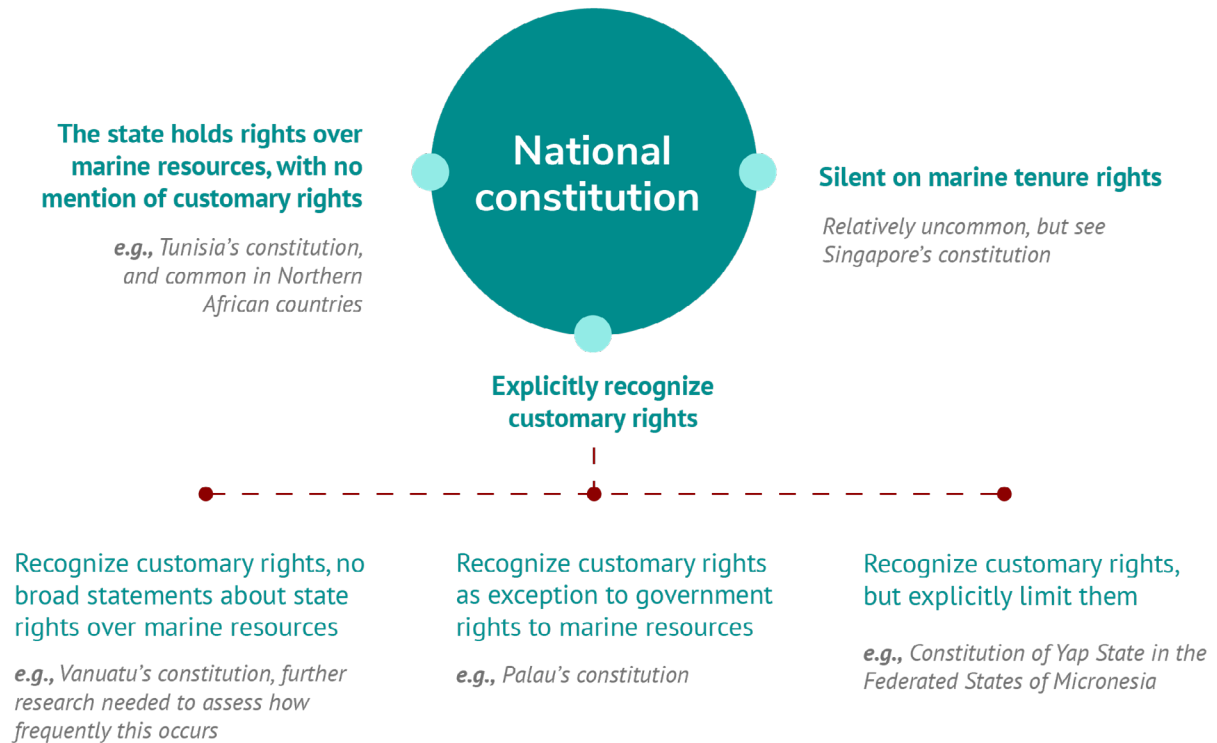 National
constitution
The state holds rights over
marine resources, with no
mention of customary rights
e.g., Tunisia's constitution,
and common in Northern
African countries
Silent on marine tenure rights
Relatively uncommon, but see
Singapore's constitution
Explicitly recognize
customary rights
Recognize customary rights, no
broad statements about state
rights over marine resources
e.g., Vanuatu's constitution, further
research needed to assess how
frequently this occurs
Recognize customary rights
as exception to government
rights to marine resources
e.g., Palau's constitution
Recognize customary rights,
but explicitly limit them
e.g., Constitution of Yap State in the
Federated States of Micronesia